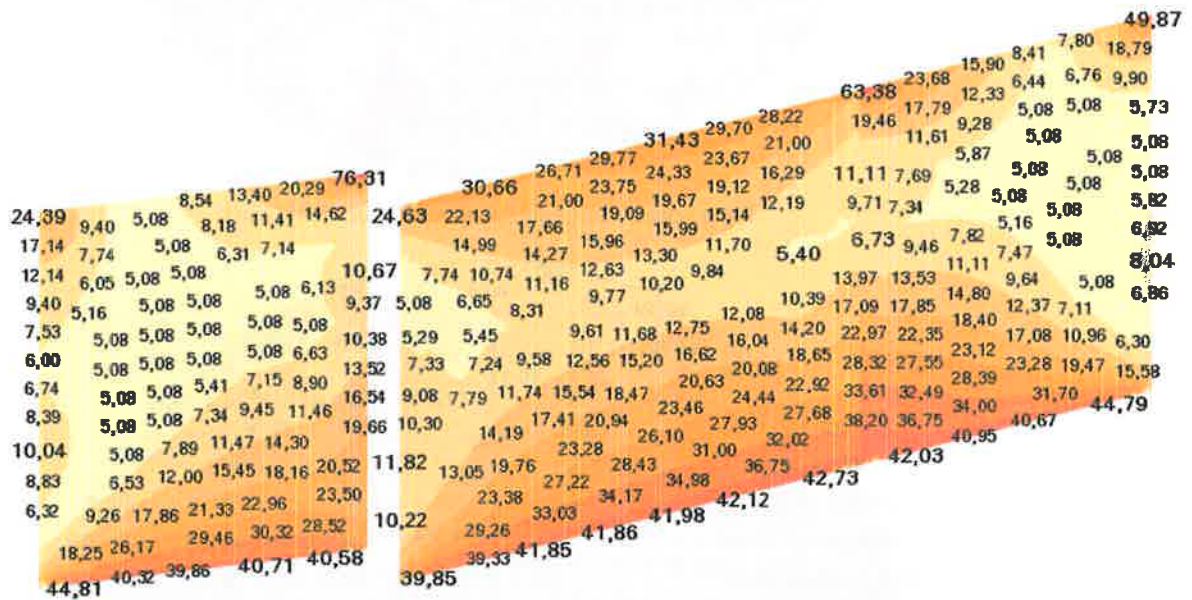 49,87
7,80 18,79
8,41
15,90
23,68
63,38
6,44 6,76 9,90
12,33
17,79
19,46
28,22
29,70
31,43
5,08 5,08 5,73
9,28
11,61
21,00
23,67
29,77
26,71
30,66
5,08 5,08
5,87 5,08
24,33
16,29 11,11 7,69
5,08 5,08
23,75 19,67 19,12
5,28 5,08 5,08 5,82
21,00
12,19 9,71 7,34
19,09 15,14
5,08
5,16
22,13 17,66 15,99
6,73 9,46 7,82 5,08
14,99 15,96 11,70
7,47
14,27 13,30 5,40
11,11
12,63 9,84
13,97 13,53 9,64 5,08
7,74 10,74 11,16 10,20
14,80
5,08 6,65 9,77 10,39 17,09 17,85 12,37 7,11
8,31 12,08
18,40
5,29 5,45 9,61 11,68 12,75 16,04 14,20 22,97 22,35 17,08 10,96 6,30
23,12
7,33 7,24 9,58 12,56 15,20 16,62 20,08 18,65 28,32 27,55 23,28 19,47 15,58
28,39
9,08 7,79 11,74 15,54 18,47 20,63 24,44 22,92 33,61 32,49 31,70 44,79
34,00
10,30 14,19 17,41 20,94 23,46 27,93 27,68 38,20 36,75 40,95 40,67
23,28 26,10 31,00 32,02
42,03
11,82 13,05 19,76 27,22 28,43 34,98 36,75 42,73
23,38 34,17 42,12
10,22 29,26 33,03 41,86 41,98
39,85 39,33 41,85
76,31
20,29
13,40
8,54
24,39 9,40 5,08 8,18 11,41 14,62 24,63
17,14 7,74 5,08 6,31 7,14
12,14 6,05 5,08 5,08 5,08 6,13 10,67
9,40 5,16 5,08 5,08 9,37
7,53 5,08 5,08 5,08 5,08 5,08 10,38
6,00 5,08 5,08 5,08 5,08 6,63 13,52
6,74 5,08 5,08 5,41 7,15 8,90 16,54
8,39 5,08 5,08 7,34 9,45 11,46 19,66
10,04 5,08 7,89 11,47 14,30
8,83 6,53 12,00 15,45 18,16 20,52
6,32 9,26 17,86 21,33 22,96 23,50
18,25 26,17 29,46 30,32 28,52
44,81 40,32 39,86 40,71 40,58